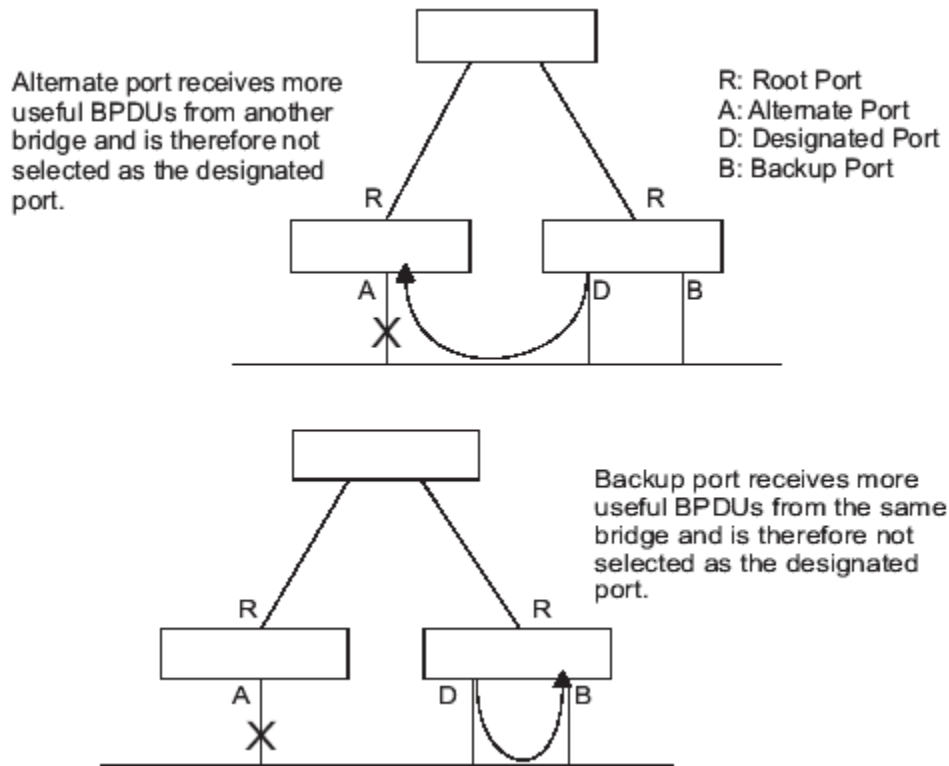 Alternate port receives more
useful BPDUs from another
bridge and is therefore not
selected as the designated
port.
R: Root Port
A: Alternate Port
D: Designated Port
B: Backup Port
R
R
A
D
B
Backup port receives more
useful BPDUs from the same
bridge and is therefore not
selected as the designated
port.
R
R
A
D
B